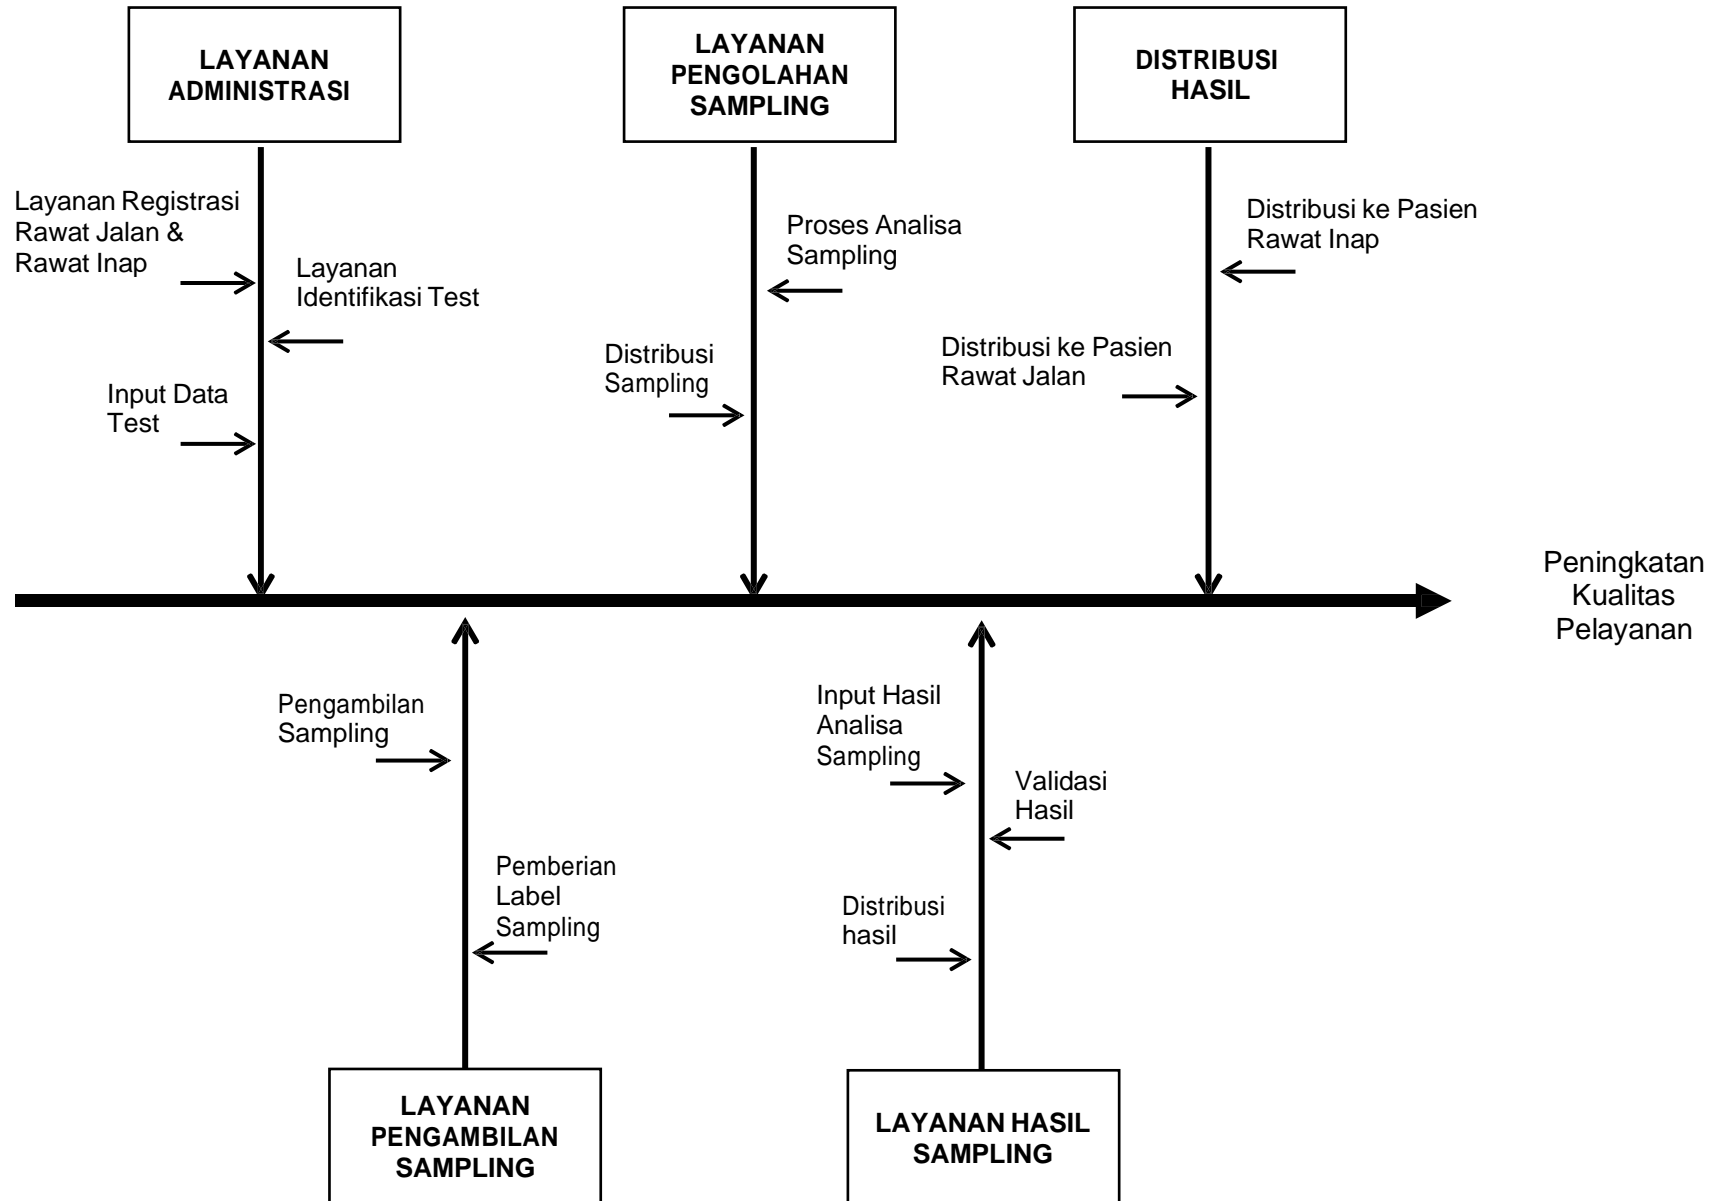 LAYANAN
ADMINISTRASI
LAYANAN
PENGOLAHAN
SAMPLING
DISTRIBUSI
HASIL
Layanan Registrasi
Rawat Jalan &
Rawat Inap
Layanan
Identifikasi Test
Input Data
Test
Proses Analisa
Sampling
Distribusi
Sampling
Distribusi ke Pasien
Rawat Inap
Distribusi ke Pasien
Rawat Jalan
Peningkatan
Kualitas
Pelayanan
Pengambilan
Sampling
Pemberian
Label
Sampling
Input Hasil
Analisa
Sampling
Validasi
Hasil
Distribusi
hasil
LAYANAN
PENGAMBILAN
SAMPLING
LAYANAN HASIL
SAMPLING